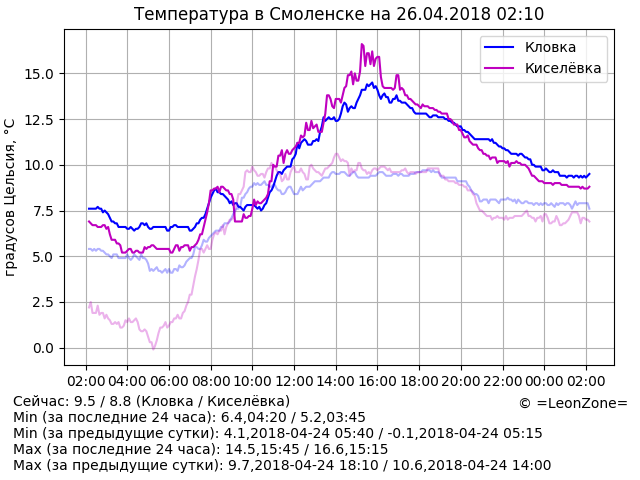 Температура в Смоленске на 26.04.2018 02:10
Кловка
Киселёвка
градусов Цельсия, °C
15.0
12.5
10.0
7.5
5.0
2.5
0.0
02:00 04:00 06:00 08:00 10:00 12:00 14:00 16:00 18:00 20:00 22:00 00:00 02:00
Сейчас: 9.5 / 8.8 (Кловка / Киселёвка)
© =LeonZone=
Min (за последние 24 часа): 6.4,04:20 / 5.2,03:45
Min (за предыдущие сутки): 4.1,2018-04-24 05:40 / -0.1,2018-04-24 05:15
Max (за последние 24 часа): 14.5,15:45 / 16.6,15:15
Max (за предыдущие сутки): 9.7,2018-04-24 18:10 / 10.6,2018-04-24 14:00